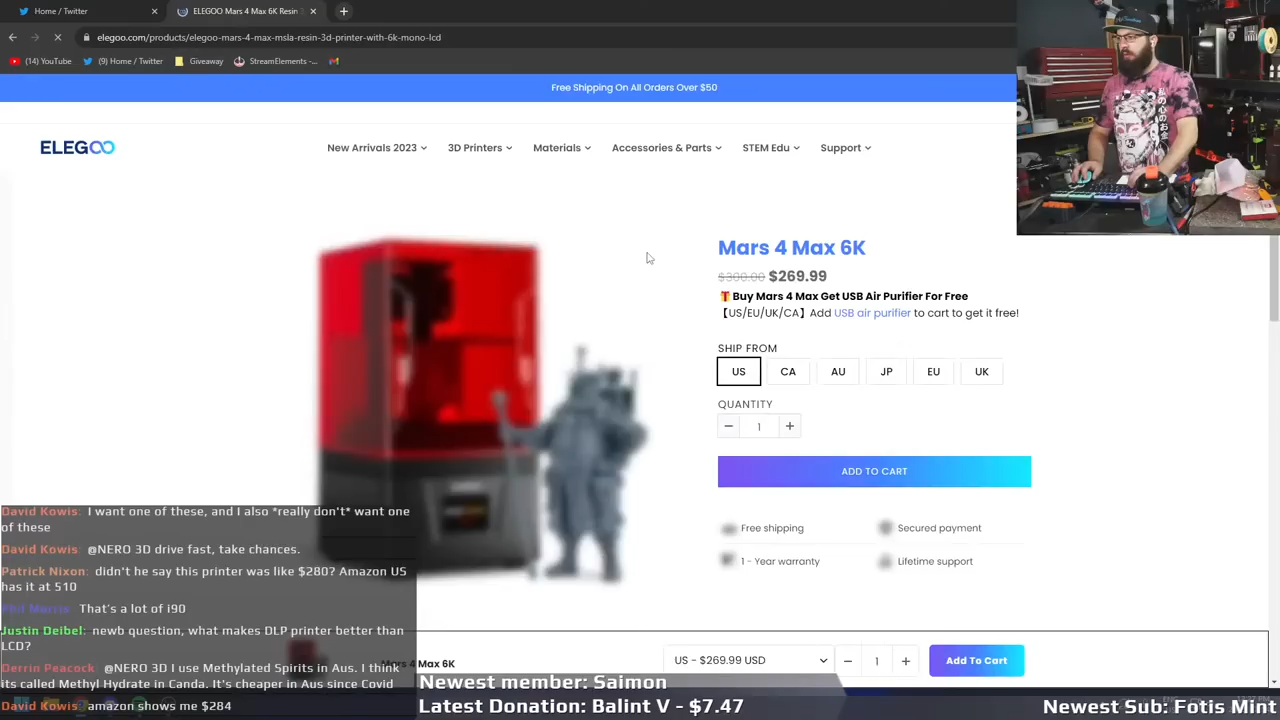 Home / Twitter
ELEGOO Mars 4 Max 6K Resin
elegoo.com/products/elegoo-mars-4-max-msla-resin-3d-printer-with-6k-mono-lcd
(14) YouTube
(9) Home / Twitter
Giveaway
StreamElements -...
Free Shipping On All Orders Over $50
ELEGOO
New Arrivals 2023
3D Printers
Materials
Accessories & Parts
STEM Edu
Support
Mars 4 Max 6K
$300.00 $269.99
🎁Buy Mars 4 Max Get USB Air Purifier For Free
【US/EU/UK/CA】Add USB air purifier to cart to get it free!
SHIP FROM
US
CA
AU
JP
EU
UK
QUANTITY
1
ADD TO CART
Free shipping
Secured payment
1 - Year warranty
Lifetime support
David Kowis: I want one of these, and I also *really don't* want one
of these
David Kowis: @NERO 3D drive fast, take chances.
Patrick Nixon: didn't he say this printer was like $280? Amazon US
has it at 510
Phil Morris That's a lot of i90
Justin Deibel: newb question, what makes DLP printer better than
LCD?
Derrin Peacock @NERO 3D I use Methylated Spirits in Aus. I think
its called Methyl Hydrate in Canda. It's cheaper in Aus since Covid
David Kowis: amazon shows me $284
Mars 4 Max 6K
US - $269.99 USD
1
Add To Cart
Newest member: Saimon
Latest Donation: Balint V - $7.47
Newest Sub: Fotis Mint